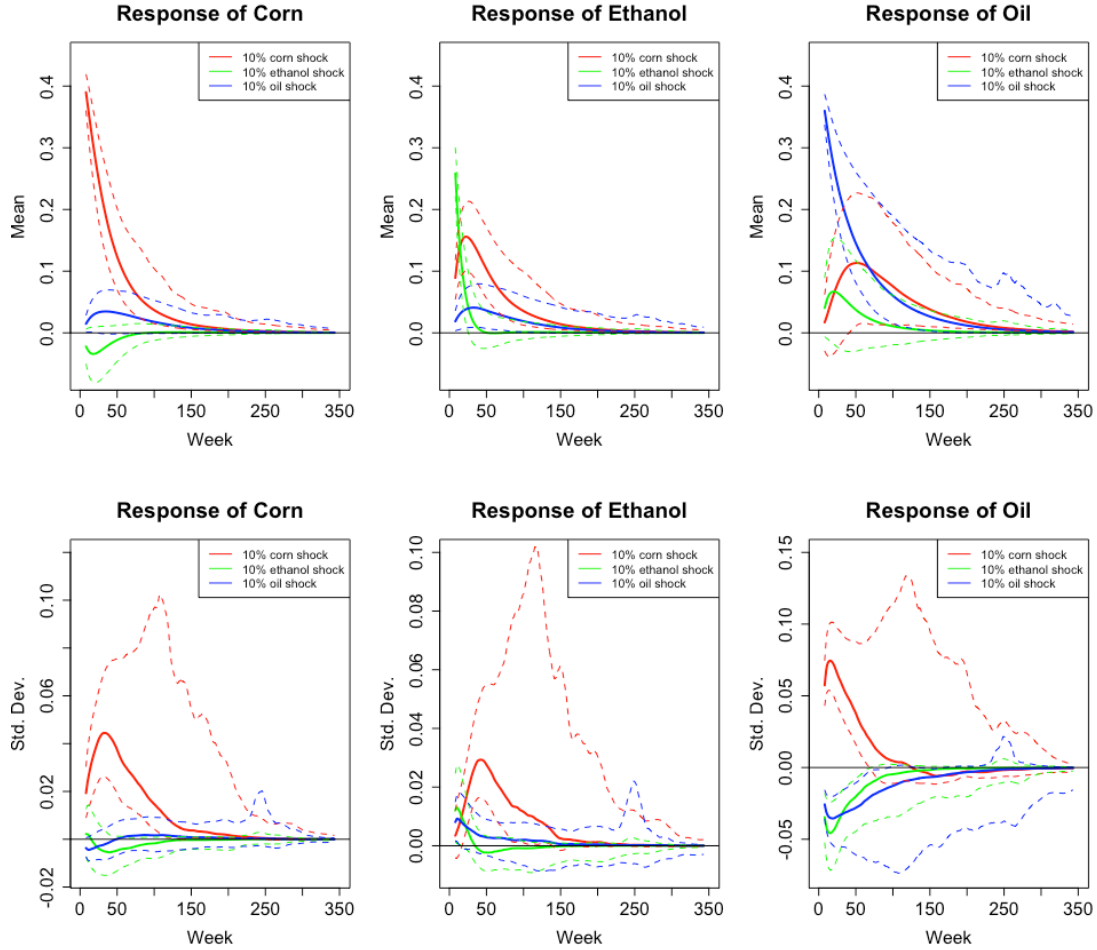 Response of Corn
Response of Ethanol
Response of Oil
10% corn shock
10% ethanol shock
10% oil shock
10% corn shock
10% ethanol shock
10% oil shock
10% corn shock
10% ethanol shock
10% oil shock
Mean
0.4
0.3
0.2
0.1
0.0
Mean
0.4
0.3
0.2
0.1
0.0
Mean
0.4
0.3
0.2
0.1
0.0
0 50 150 250 350
0 50 150 250 350
0 50 150 250 350
Week
Week
Week
Response of Corn
Response of Ethanol
Response of Oil
10% corn shock
10% ethanol shock
10% oil shock
10% corn shock
10% ethanol shock
10% oil shock
10% corn shock
10% ethanol shock
10% oil shock
Std. Dev.
0.10
0.06
0.02
-0.02
Std. Dev.
0.10
0.08
0.06
0.04
0.02
0.00
Std. Dev.
0.15
0.10
0.05
0.00
-0.05
0 50 150 250 350
0 50 150 250 350
0 50 150 250 350
Week
Week
Week